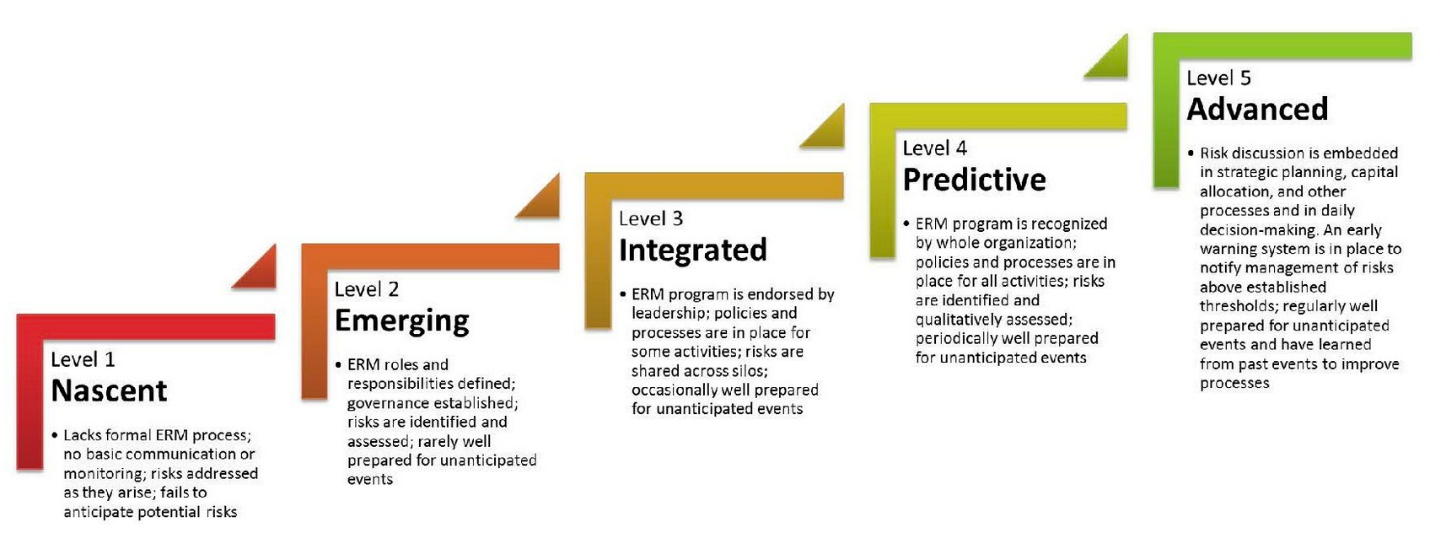 Level 1
Nascent
• Lacks formal ERM process;
no basic communication or
monitoring; risks addressed
as they arise; fails to
anticipate potential risks
Level 2
Emerging
• ERM roles and
responsibilities defined;
governance established;
risks are identified and
assessed; rarely well
prepared for unanticipated
events
Level 3
Integrated
• ERM program is endorsed by
leadership; policies and
processes are in place for
some activities; risks are
shared across silos;
occasionally well prepared
for unanticipated events
Level 4
Predictive
• ERM program is recognized
by whole organization;
policies and processes are in
place for all activities; risks
are identified and
qualitatively assessed;
periodically well prepared
for unanticipated events
Level 5
Advanced
• Risk discussion is embedded
in strategic planning, capital
allocation, and other
processes and in daily
decision-making. An early
warning system is in place to
notify management of risks
above established
thresholds; regularly well
prepared for unanticipated
events and have learned
from past events to improve
processes